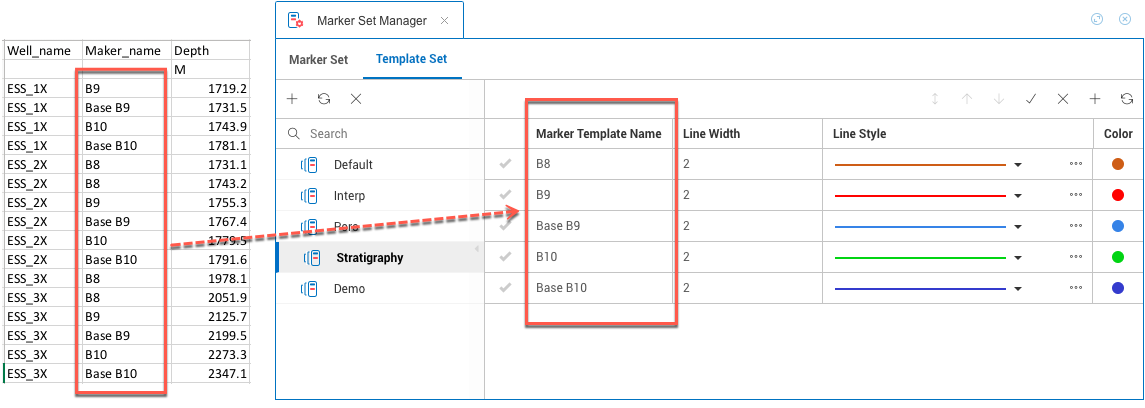 Well_name Maker_name Depth
M
ESS_1X B9 1719.2
ESS_1X Base B9 1731.5
ESS_1X B10 1743.9
ESS_1X Base B10 1781.1
ESS_2X B8 1731.1
ESS_2X B8 1743.2
ESS_2X B9 1755.3
ESS_2X Base B9 1767.4
ESS_2X B10 1779.5
ESS_2X Base B10 1791.6
ESS_3X B8 1978.1
ESS_3X B8 2051.9
ESS_3X B9 2125.7
ESS_3X Base B9 2199.5
ESS_3X B10 2273.3
ESS_3X Base B10 2347.1
Marker Set Manager
Marker Set Template Set
Search
Default
Interp
Stratigraphy
Demo
Marker Template Name Line Width Line Style Color
B8 2
B9 2
Base B9 2
B10 2
Base B10 2